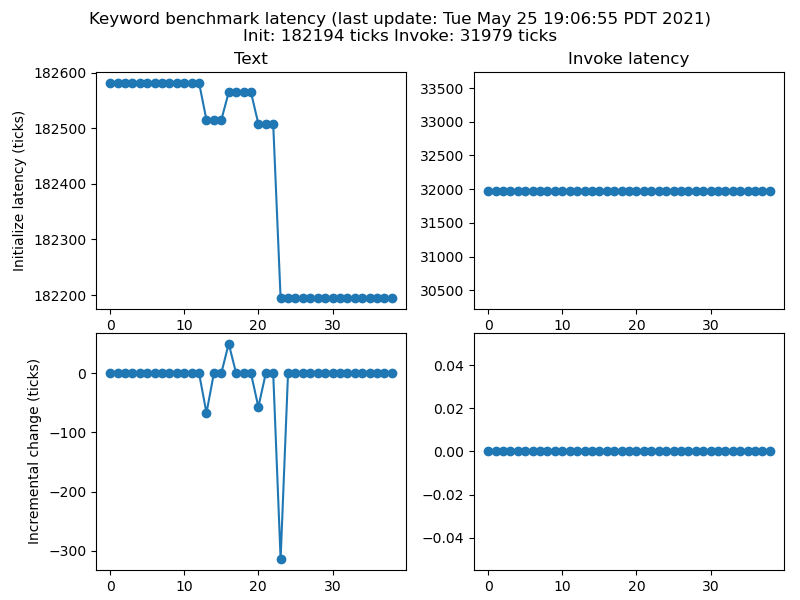 Keyword benchmark latency (last update: Tue May 25 19:06:55 PDT 2021)
Init: 182194 ticks Invoke: 31979 ticks
Text
Invoke latency
Initialize latency (ticks)
182600
182500
182400
182300
182200
0 10 20 30
33500
33000
32500
32000
31500
31000
30500
0 10 20 30
Incremental change (ticks)
0
−100
−200
−300
0 10 20 30
0.04
0.02
0.00
−0.02
−0.04
0 10 20 30